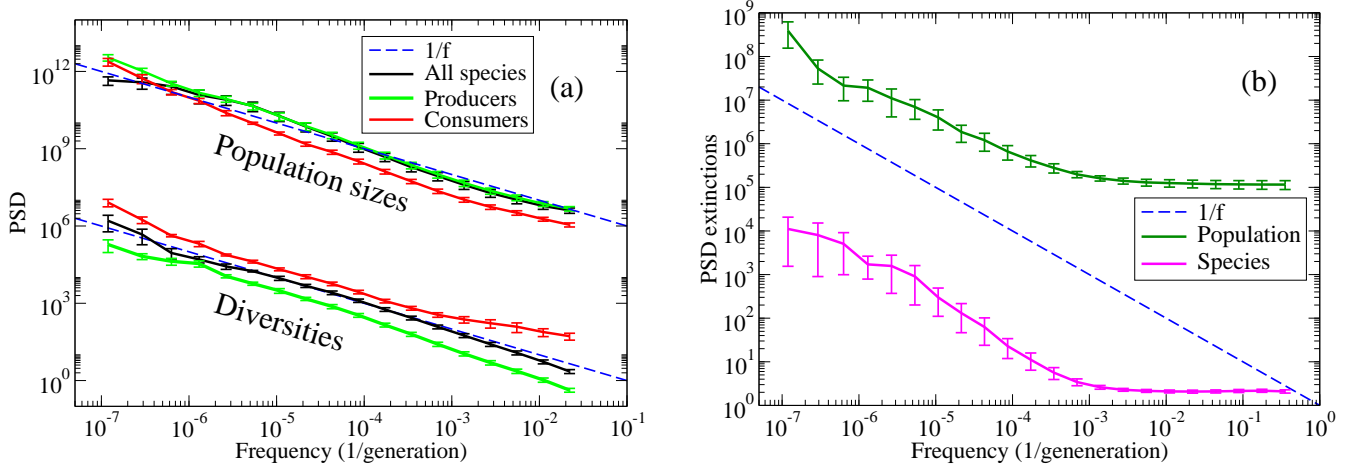 PSD
10^12
10^9
10^6
10^3
10^0
1/f
All species
Producers
Consumers
(a)
Population sizes
Diversities
10^-7 10^-6 10^-5 10^-4 10^-3 10^-2 10^-1
Frequency (1/generation)
PSD extinctions
10^9
10^8
10^7
10^6
10^5
10^4
10^3
10^2
10^1
10^0
(b)
1/f
Population
Species
10^-7 10^-6 10^-5 10^-4 10^-3 10^-2 10^-1 10^0
Frequency (1/geneneration)